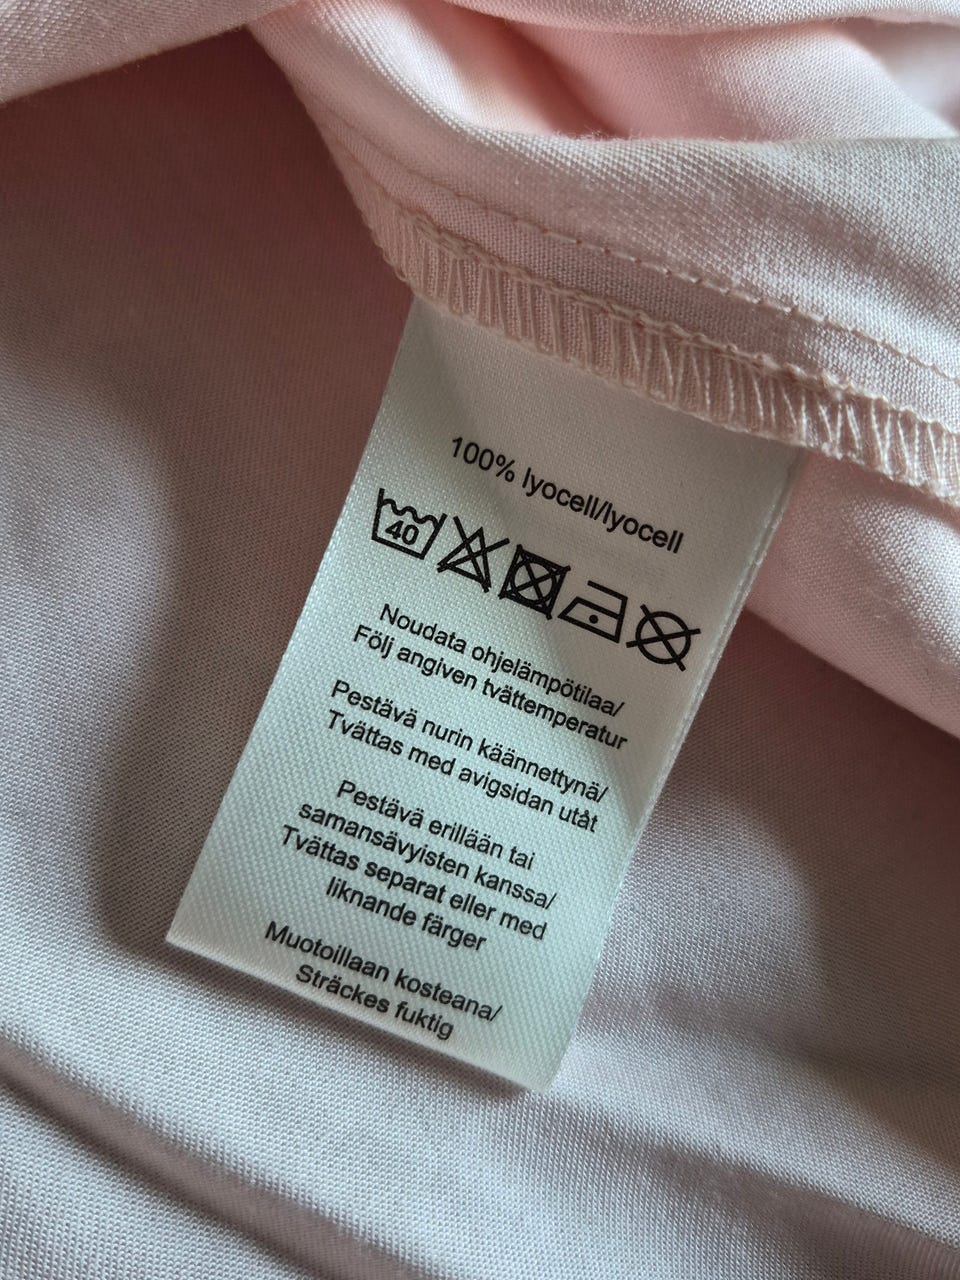 100% lyocell/lyocell
40
Noudata ohjelämpötilaa/
Följ angiven tvättemperatur
Pestävä nurin käännettynä/
Tvättas med avigsidan utåt
Pestävä erillään tai
samansävyisten kanssa/
Tvättas separat eller med
liknande färger
Muotoillaan kosteana/
Sträckes fuktig